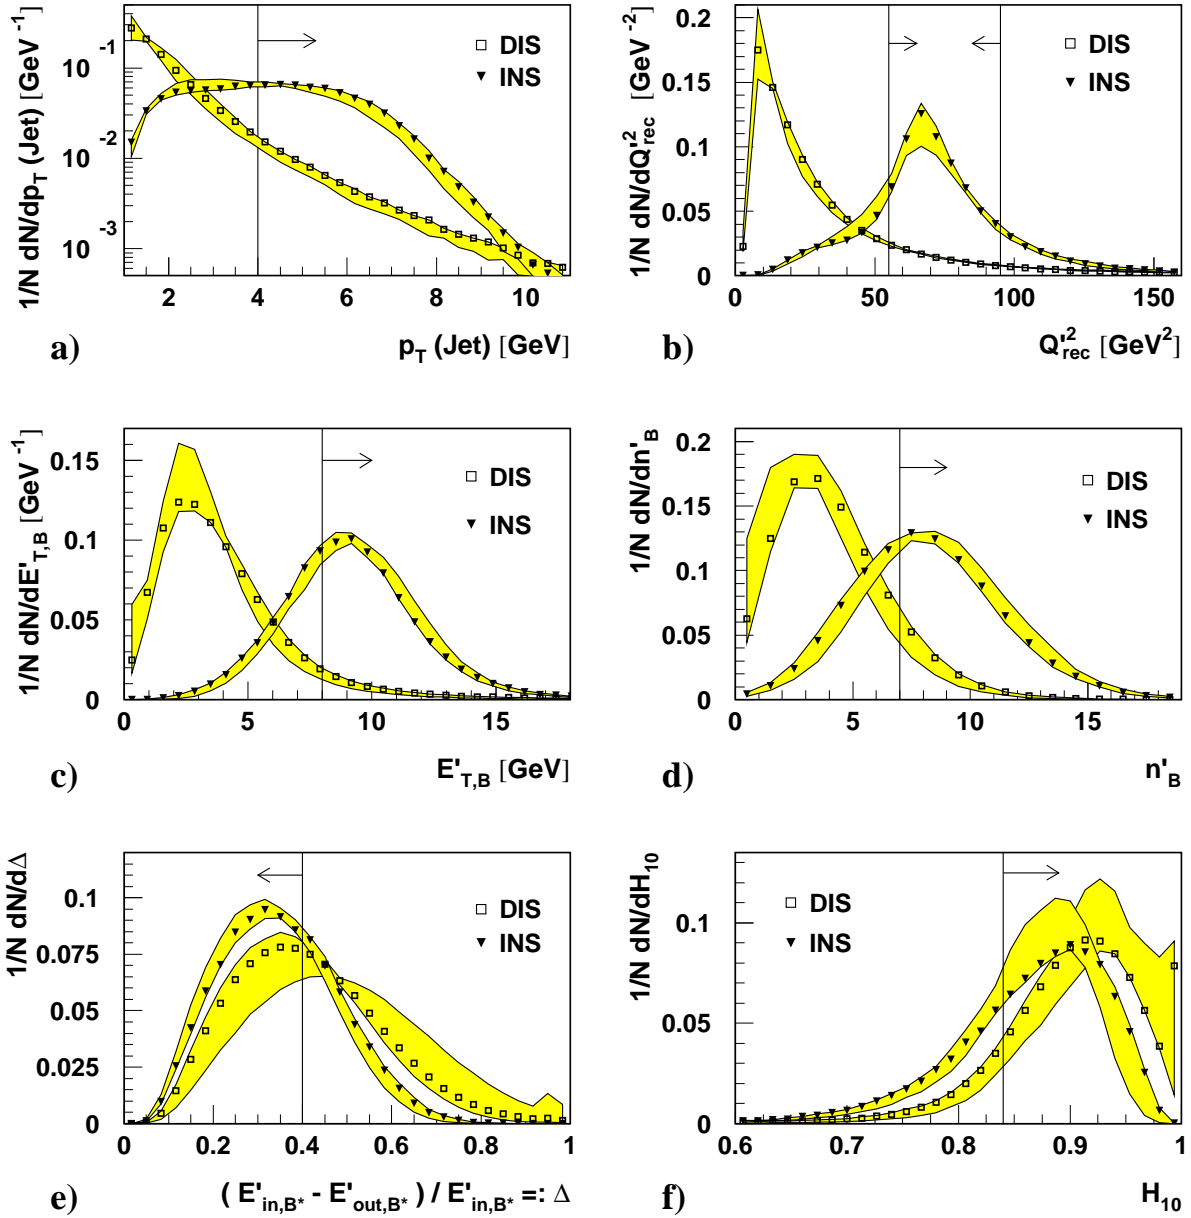 1/N dN/dp_T (Jet) [GeV^-1]
10^-1
10^-2
10^-3
DIS
INS
2 4 6 8 10
a)
p_T (Jet) [GeV]
1/N dN/dQ'^2_rec [GeV^-2]
0.2
0.15
0.1
0.05
0
DIS
INS
0 50 100 150
b)
Q'^2_rec [GeV^2]
1/N dN/dE'_T,B [GeV^-1]
0.15
0.1
0.05
0
DIS
INS
0 5 10 15
c)
E'_T,B [GeV]
1/N dN/dn'_B
0.2
0.15
0.1
0.05
0
DIS
INS
0 5 10 15
d)
n'_B
1/N dN/dΔ
0.1
0.075
0.05
0.025
0
DIS
INS
0 0.2 0.4 0.6 0.8 1
e)
( E'_in,B* - E'_out,B* ) / E'_in,B* =: Δ
1/N dN/dH_10
0.1
0.05
0
DIS
INS
0.6 0.7 0.8 0.9 1
f)
H_10